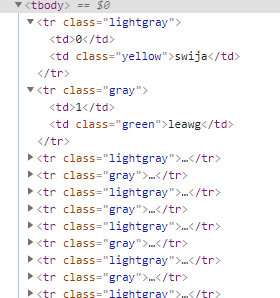 ▼<tbody> == $0
▼<tr class="lightgray">
<td>0</td>
<td class="yellow">swija</td>
</tr>
▼<tr class="gray">
<td>1</td>
<td class="green">leawg</td>
</tr>
▶<tr class="lightgray">…</tr>
▶<tr class="gray">…</tr>
▶<tr class="lightgray">…</tr>
▶<tr class="gray">…</tr>
▶<tr class="lightgray">…</tr>
▶<tr class="gray">…</tr>
▶<tr class="lightgray">…</tr>
▶<tr class="gray">…</tr>
▶<tr class="lightgray">…</tr>